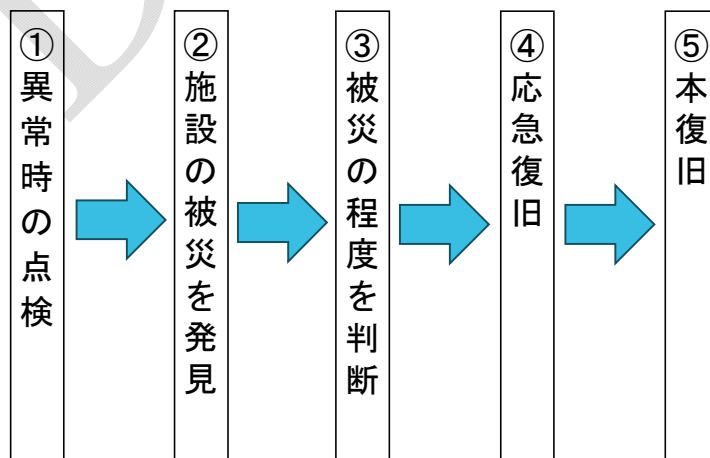 ①異常時の点検
②施設の被災を発見
③被災の程度を判断
④応急復旧
⑤本復旧